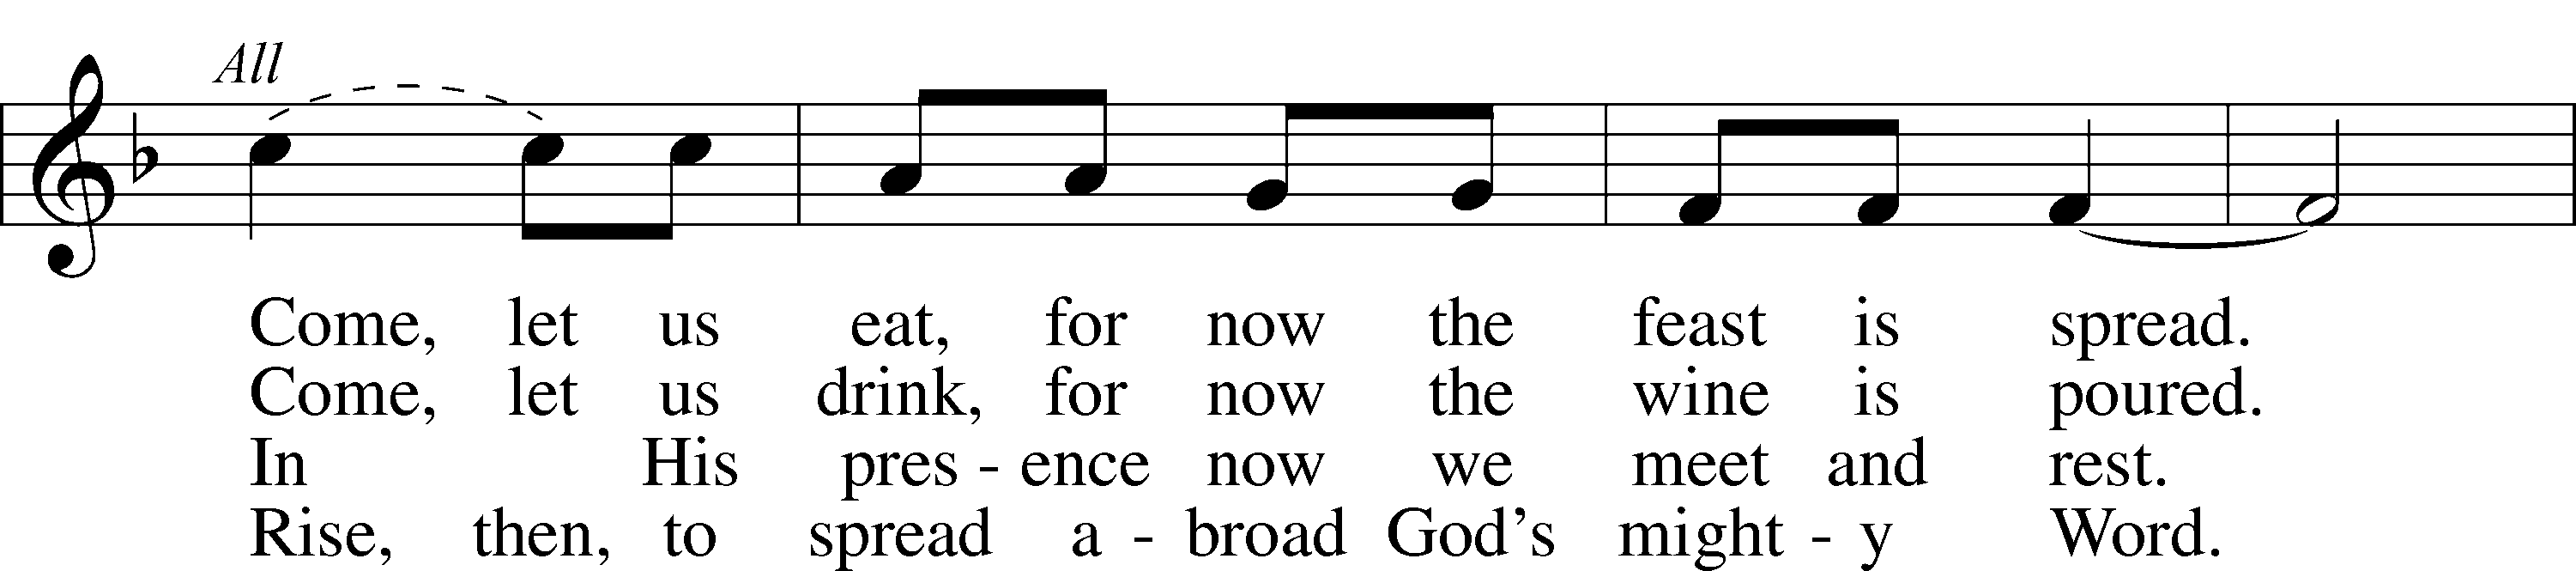 All
Come, let us eat, for now the feast is spread.
Come, let us drink, for now the wine is poured.
In His pres - ence now we meet and rest.
Rise, then, to spread a - broad God’s might - y Word.